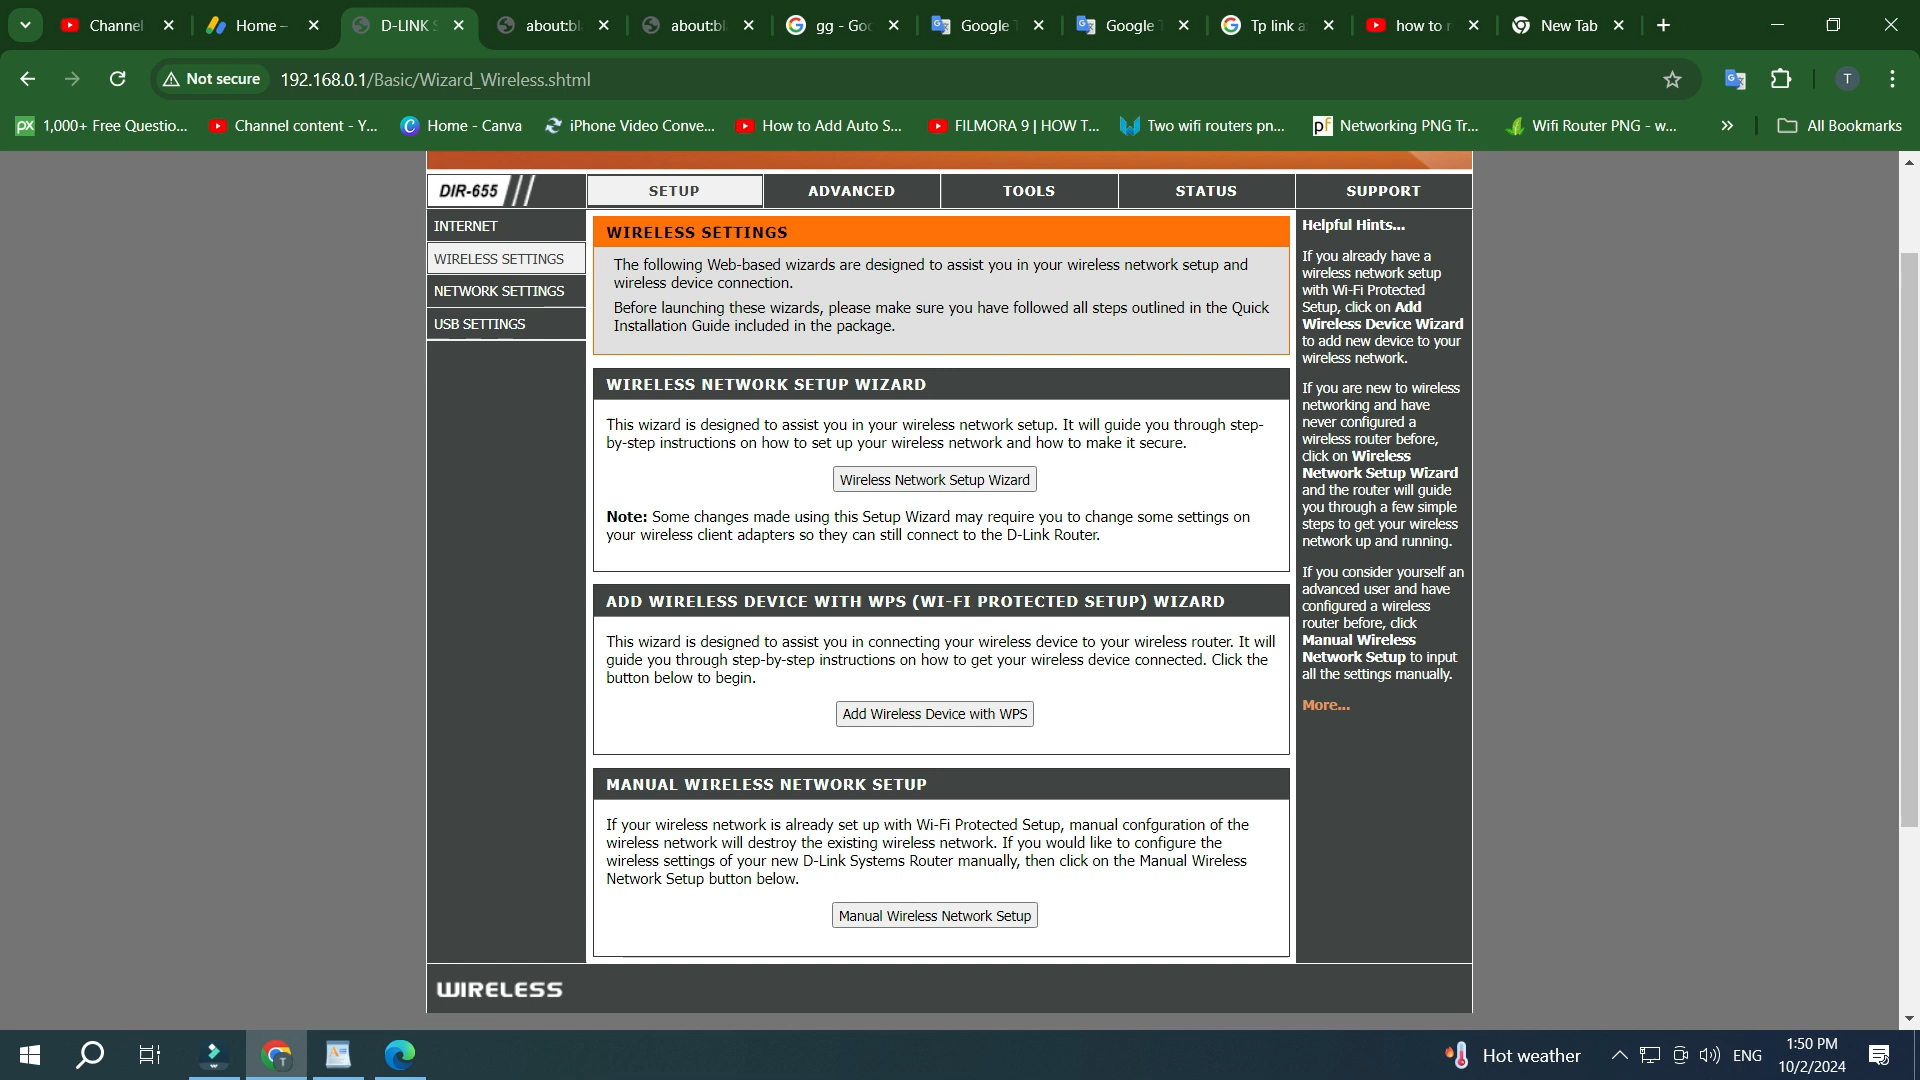 Channel
Home –
D-LINK S
about:bl
about:bl
gg - Goo
Google T
Google T
Tp link a
how to r
New Tab
Not secure
192.168.0.1/Basic/Wizard_Wireless.shtml
T
1,000+ Free Questio...
Channel content - Y...
Home - Canva
iPhone Video Conve...
How to Add Auto S...
FILMORA 9 | HOW T...
Two wifi routers pn...
Networking PNG Tr...
Wifi Router PNG - w...
All Bookmarks
DIR-655
SETUP
ADVANCED
TOOLS
STATUS
SUPPORT
INTERNET
WIRELESS SETTINGS
NETWORK SETTINGS
USB SETTINGS
WIRELESS SETTINGS
The following Web-based wizards are designed to assist you in your wireless network setup and
wireless device connection.
Before launching these wizards, please make sure you have followed all steps outlined in the Quick
Installation Guide included in the package.
WIRELESS NETWORK SETUP WIZARD
This wizard is designed to assist you in your wireless network setup. It will guide you through step-
by-step instructions on how to set up your wireless network and how to make it secure.
Wireless Network Setup Wizard
Note: Some changes made using this Setup Wizard may require you to change some settings on
your wireless client adapters so they can still connect to the D-Link Router.
ADD WIRELESS DEVICE WITH WPS (WI-FI PROTECTED SETUP) WIZARD
This wizard is designed to assist you in connecting your wireless device to your wireless router. It will
guide you through step-by-step instructions on how to get your wireless device connected. Click the
button below to begin.
Add Wireless Device with WPS
MANUAL WIRELESS NETWORK SETUP
If your wireless network is already set up with Wi-Fi Protected Setup, manual confguration of the
wireless network will destroy the existing wireless network. If you would like to configure the
wireless settings of your new D-Link Systems Router manually, then click on the Manual Wireless
Network Setup button below.
Manual Wireless Network Setup
Helpful Hints...
If you already have a
wireless network setup
with Wi-Fi Protected
Setup, click on Add
Wireless Device Wizard
to add new device to your
wireless network.
If you are new to wireless
networking and have
never configured a
wireless router before,
click on Wireless
Network Setup Wizard
and the router will guide
you through a few simple
steps to get your wireless
network up and running.
If you consider yourself an
advanced user and have
configured a wireless
router before, click
Manual Wireless
Network Setup to input
all the settings manually.
More...
WIRELESS
Hot weather
ENG
1:50 PM
10/2/2024